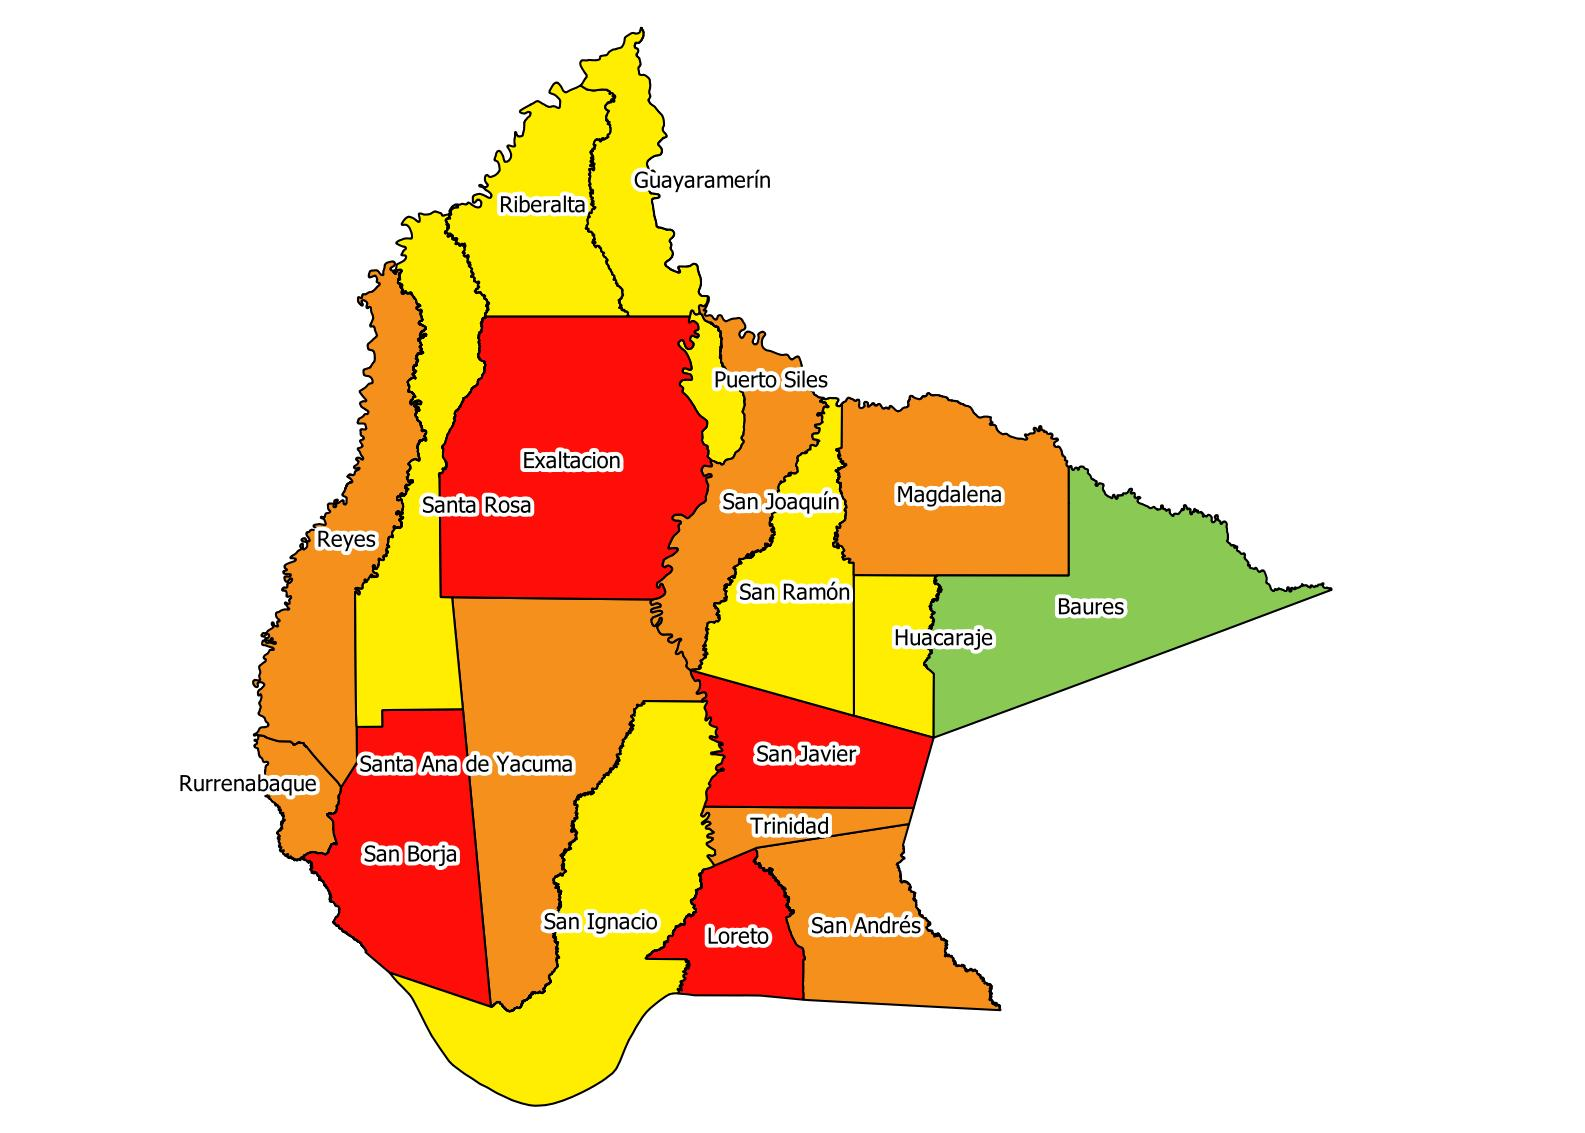 Guayaramerín
Riberalta
Puerto Siles
Exaltacion
Magdalena
San Joaquín
Santa Rosa
Reyes
San Ramón
Baures
Huacaraje
San Javier
Santa Ana de Yacuma
Rurrenabaque
Trinidad
San Borja
San Ignacio
San Andrés
Loreto